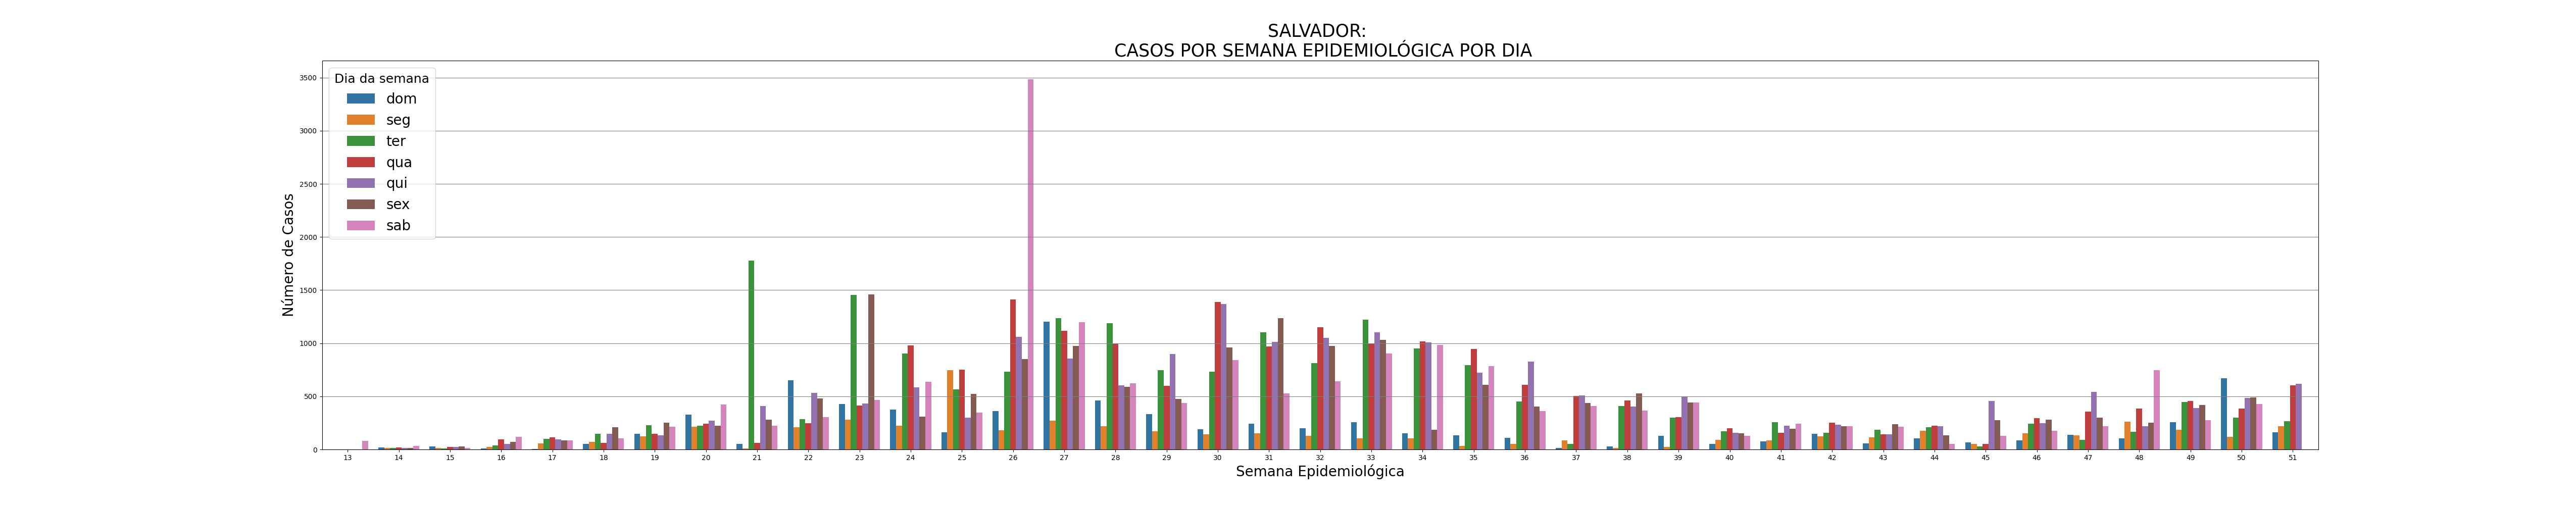 SALVADOR:
CASOS POR SEMANA EPIDEMIOLÓGICA POR DIA
Dia da semana
dom
seg
ter
qua
qui
sex
sab
Número de Casos
3500
3000
2500
2000
1500
1000
500
0
13 14 15 16 17 18 19 20 21 22 23 24 25 26 27 28 29 30 31 32 33 34 35 36 37 38 39 40 41 42 43 44 45 46 47 48 49 50 51
Semana Epidemiológica